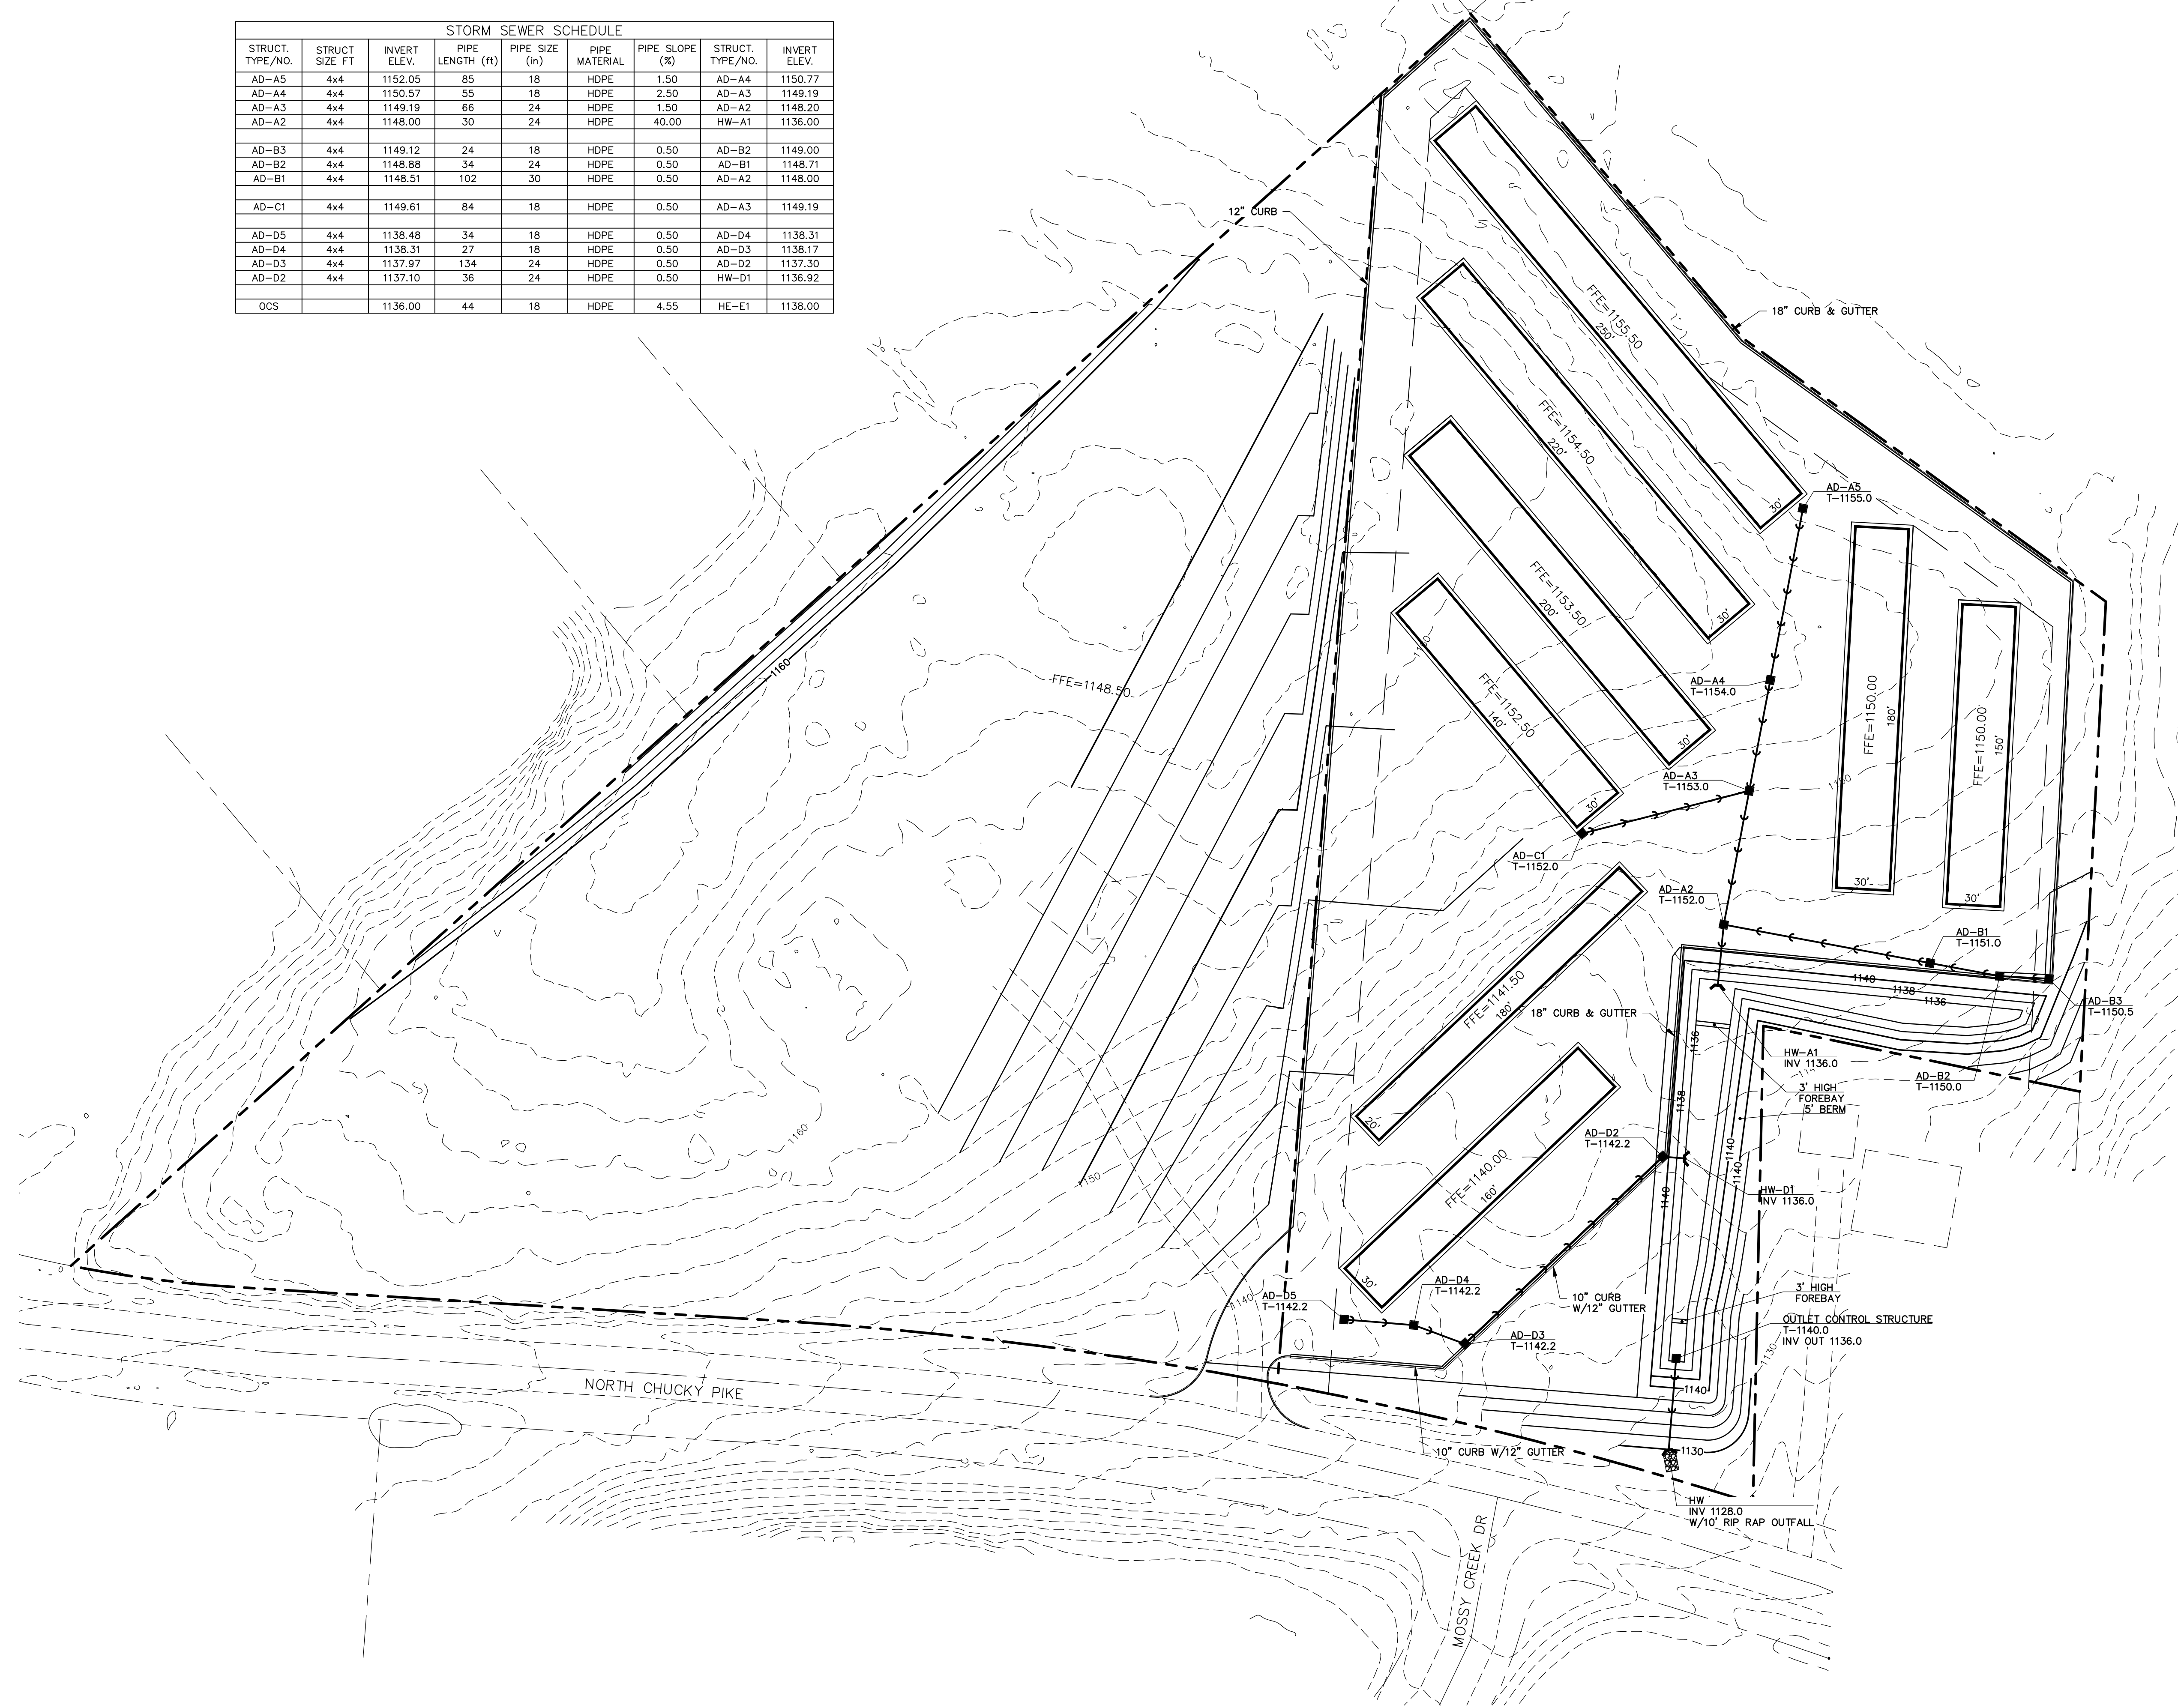 STORM SEWER SCHEDULE
STRUCT. TYPE/NO. STRUCT SIZE FT INVERT ELEV. PIPE LENGTH (ft) PIPE SIZE (in) PIPE MATERIAL PIPE SLOPE (%) STRUCT. TYPE/NO. INVERT ELEV.
AD-A5 4x4 1152.05 85 18 HDPE 1.50 AD-A4 1150.77
AD-A4 4x4 1150.57 55 18 HDPE 2.50 AD-A3 1149.19
AD-A3 4x4 1149.19 66 24 HDPE 1.50 AD-A2 1148.20
AD-A2 4x4 1148.00 30 24 HDPE 40.00 HW-A1 1136.00
AD-B3 4x4 1149.12 24 18 HDPE 0.50 AD-B2 1149.00
AD-B2 4x4 1148.88 34 24 HDPE 0.50 AD-B1 1148.71
AD-B1 4x4 1148.51 102 30 HDPE 0.50 AD-A2 1148.00
AD-C1 4x4 1149.61 84 18 HDPE 0.50 AD-A3 1149.19
AD-D5 4x4 1138.48 34 18 HDPE 0.50 AD-D4 1138.31
AD-D4 4x4 1138.31 27 18 HDPE 0.50 AD-D3 1138.17
AD-D3 4x4 1137.97 134 24 HDPE 0.50 AD-D2 1137.30
AD-D2 4x4 1137.10 36 24 HDPE 0.50 HW-D1 1136.92
OCS 1136.00 44 18 HDPE 4.55 HE-E1 1138.00
12" CURB
18" CURB & GUTTER
FFE=1155.50
250'
30'
FFE=1154.50
220'
30'
FFE=1153.50
200'
30'
FFE=1152.50
140'
30'
AD-A5
T-1155.0
AD-A4
T-1154.0
FFE=1150.00
180'
30'
FFE=1150.00
150'
30'
1160
FFE=1148.50
1150
AD-A3
T-1153.0
AD-C1
T-1152.0
AD-A2
T-1152.0
AD-B1
T-1151.0
1140
1138
1136
AD-B3
T-1150.5
FFE=1141.50
180'
20'
18" CURB & GUTTER
1136
HW-A1
INV 1136.0
AD-B2
T-1150.0
3' HIGH
FOREBAY
5' BERM
1138
1160
AD-D2
T-1142.2
1140
1140
FFE=1140.00
160'
30'
1150
1140
HW-D1
INV 1136.0
1140
AD-D5
T-1142.2
AD-D4
T-1142.2
10" CURB
W/12" GUTTER
3' HIGH
FOREBAY
OUTLET CONTROL STRUCTURE
T-1140.0
INV OUT 1136.0
AD-D3
T-1142.2
1130
1140
NORTH CHUCKY PIKE
10" CURB W/12" GUTTER
1130
HW
INV 1128.0
W/10' RIP RAP OUTFALL
MOSSY CREEK DR